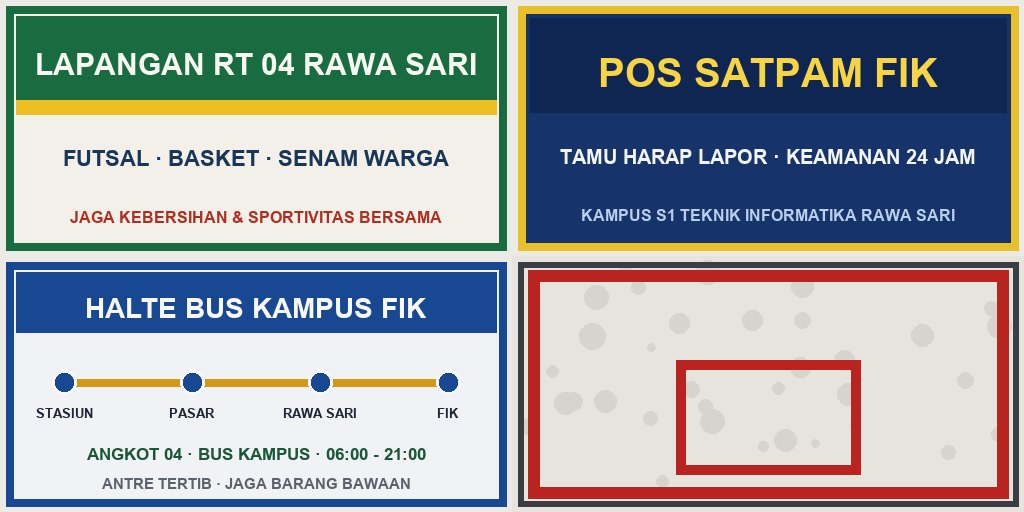 LAPANGAN RT 04 RAWA SARI
FUTSAL · BASKET · SENAM WARGA
JAGA KEBERSIHAN & SPORTIVITAS BERSAMA
POS SATPAM FIK
TAMU HARAP LAPOR · KEAMANAN 24 JAM
KAMPUS S1 TEKNIK INFORMATIKA RAWA SARI
HALTE BUS KAMPUS FIK
STASIUN PASAR RAWA SARI FIK
ANGKOT 04 · BUS KAMPUS · 06:00 - 21:00
ANTRE TERTIB · JAGA BARANG BAWAAN